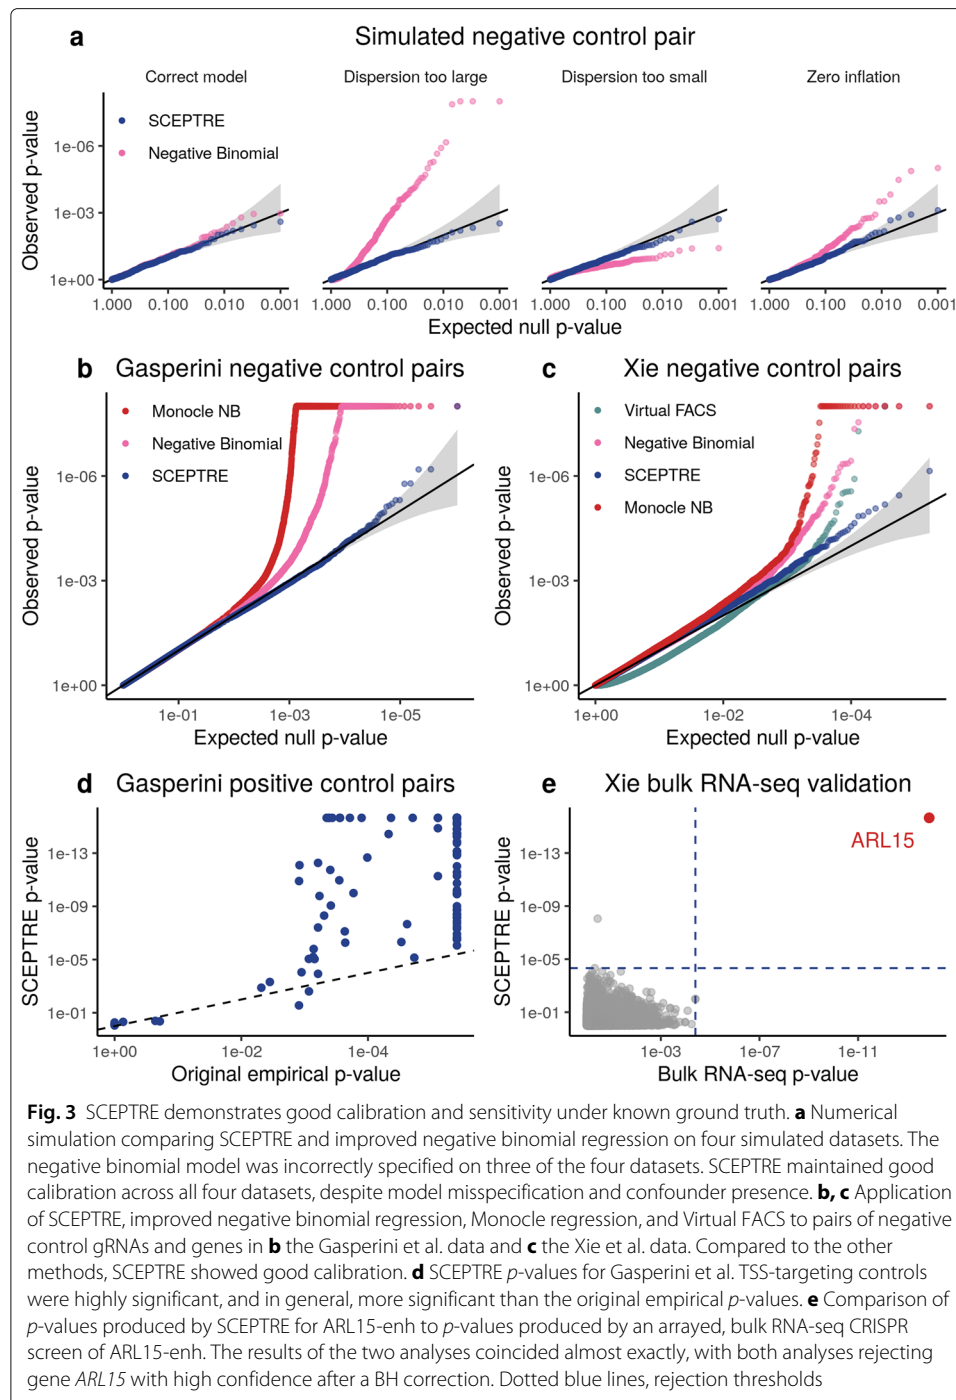 a Simulated negative control pair
Correct model Dispersion too large Dispersion too small Zero inflation
SCEPTRE
Negative Binomial
Observed p-value
1e-06
1e-03
1e+00
1.000 0.100 0.010 0.001 1.000 0.100 0.010 0.001 1.000 0.100 0.010 0.001 1.000 0.100 0.010 0.001
Expected null p-value
b Gasperini negative control pairs
Monocle NB
Negative Binomial
SCEPTRE
Observed p-value
1e-06
1e-03
1e+00
1e-01 1e-03 1e-05
Expected null p-value
c Xie negative control pairs
Virtual FACS
Negative Binomial
SCEPTRE
Monocle NB
Observed p-value
1e-06
1e-03
1e+00
1e+00 1e-02 1e-04
Expected null p-value
d Gasperini positive control pairs
SCEPTRE p-value
1e-13
1e-09
1e-05
1e-01
1e+00 1e-02 1e-04
Original empirical p-value
e Xie bulk RNA-seq validation
ARL15
SCEPTRE p-value
1e-13
1e-09
1e-05
1e-01
1e-03 1e-07 1e-11
Bulk RNA-seq p-value
Fig. 3 SCEPTRE demonstrates good calibration and sensitivity under known ground truth. a Numerical
simulation comparing SCEPTRE and improved negative binomial regression on four simulated datasets. The
negative binomial model was incorrectly specified on three of the four datasets. SCEPTRE maintained good
calibration across all four datasets, despite model misspecification and confounder presence. b, c Application
of SCEPTRE, improved negative binomial regression, Monocle regression, and Virtual FACS to pairs of negative
control gRNAs and genes in b the Gasperini et al. data and c the Xie et al. data. Compared to the other
methods, SCEPTRE showed good calibration. d SCEPTRE p-values for Gasperini et al. TSS-targeting controls
were highly significant, and in general, more significant than the original empirical p-values. e Comparison of
p-values produced by SCEPTRE for ARL15-enh to p-values produced by an arrayed, bulk RNA-seq CRISPR
screen of ARL15-enh. The results of the two analyses coincided almost exactly, with both analyses rejecting
gene ARL15 with high confidence after a BH correction. Dotted blue lines, rejection thresholds